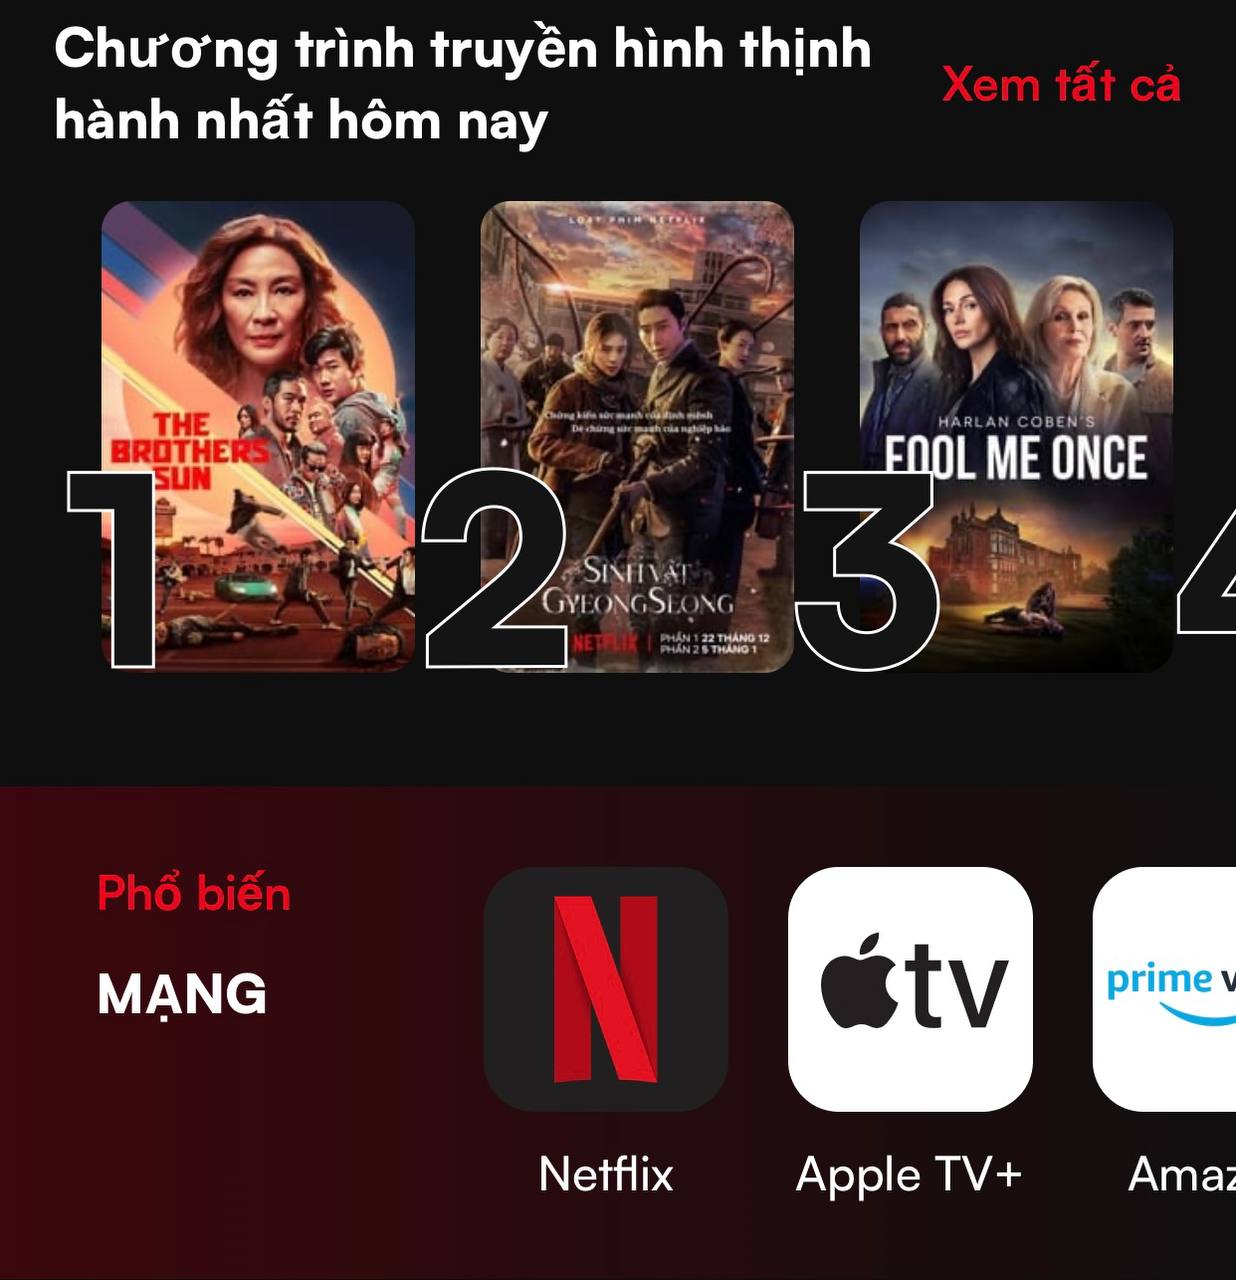 Chương trình truyền hình thịnh
hành nhất hôm nay
Xem tất cả
THE
BROTHERS
SUN
1
LOẠT PHIM NETFLIX
Chứng kiến sức mạnh của định mệnh
Dè chừng sức mạnh của nghiệp báo
SINH VẬT
GYEONGSEONG
NETFLIX | PHẦN 1 22 THÁNG 12
PHẦN 2 5 THÁNG 1
2
HARLAN COBEN'S
FOOL ME ONCE
3
4
Phổ biến
MẠNG
N
tv
prime v
Netflix
Apple TV+
Amaz